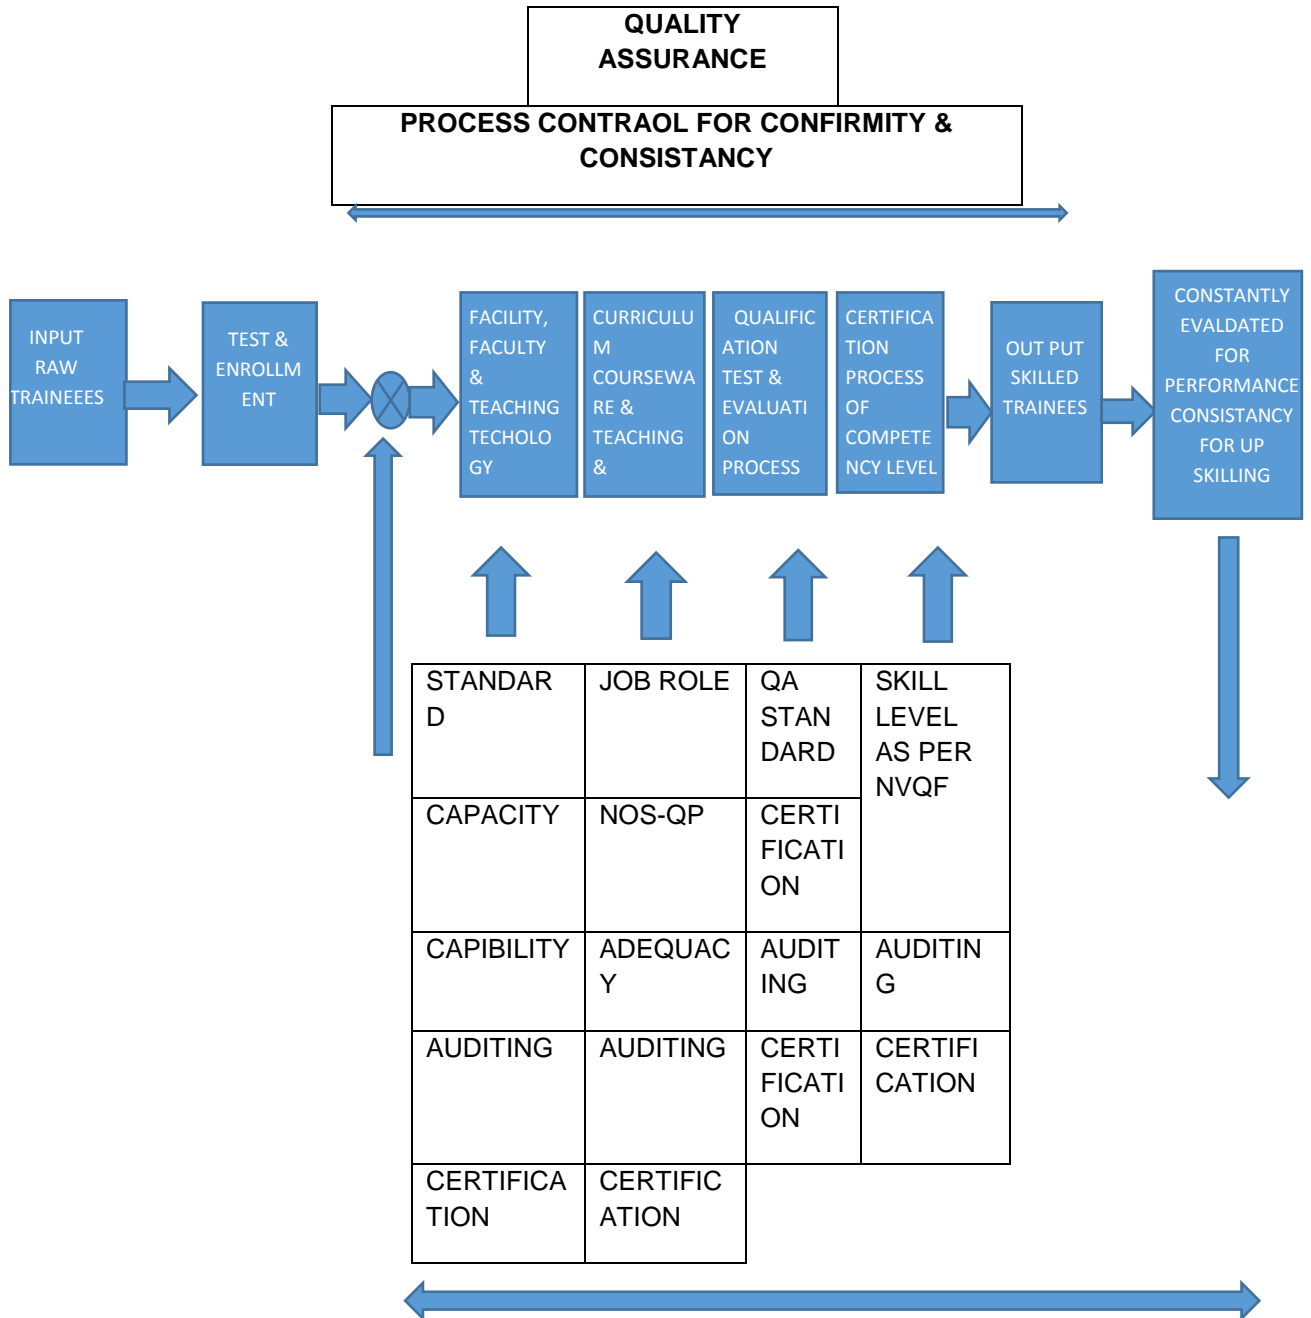 QUALITY
ASSURANCE
PROCESS CONTRAOL FOR CONFIRMITY &
CONSISTANCY
INPUT
RAW
TRAINEEES
TEST &
ENROLLM
ENT
FACILITY,
FACULTY
&
TEACHING
TECHOLO
GY
CURRICULU
M
COURSEWA
RE &
TEACHING
&
QUALIFIC
ATION
TEST &
EVALUATI
ON
PROCESS
CERTIFICA
TION
PROCESS
OF
COMPETE
NCY LEVEL
OUT PUT
SKILLED
TRAINEES
CONSTANTLY
EVALDATED
FOR
PERFORMANCE
CONSISTANCY
FOR UP
SKILLING
STANDAR
D
JOB ROLE
QA
STAN
DARD
SKILL
LEVEL
AS PER
NVQF
CAPACITY
NOS-QP
CERTI
FICATI
ON
CAPIBILITY
ADEQUAC
Y
AUDIT
ING
AUDITIN
G
AUDITING
AUDITING
CERTI
FICATI
ON
CERTIFI
CATION
CERTIFICA
TION
CERTIFIC
ATION